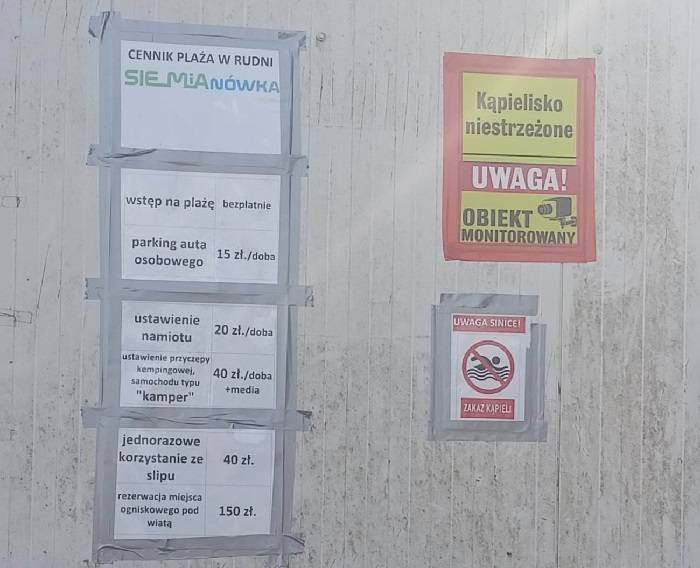 CENNIK PLAŻA W RUDNI
SIEMIANÓWKA
wstęp na plażę bezpłatnie
parking auta
osobowego 15 zł./doba
ustawienie
namiotu 20 zł./doba
ustawienie przyczepy
kempingowej,
samochodu typu
"kamper" 40 zł./doba
+media
jednorazowe
korzystanie ze
slipu 40 zł.
rezerwacja miejsca
ogniskowego pod
wiatą 150 zł.
Kąpielisko
niestrzeżone
UWAGA!
OBIEKT
MONITOROWANY
UWAGA SINICE!
ZAKAZ KĄPIELI